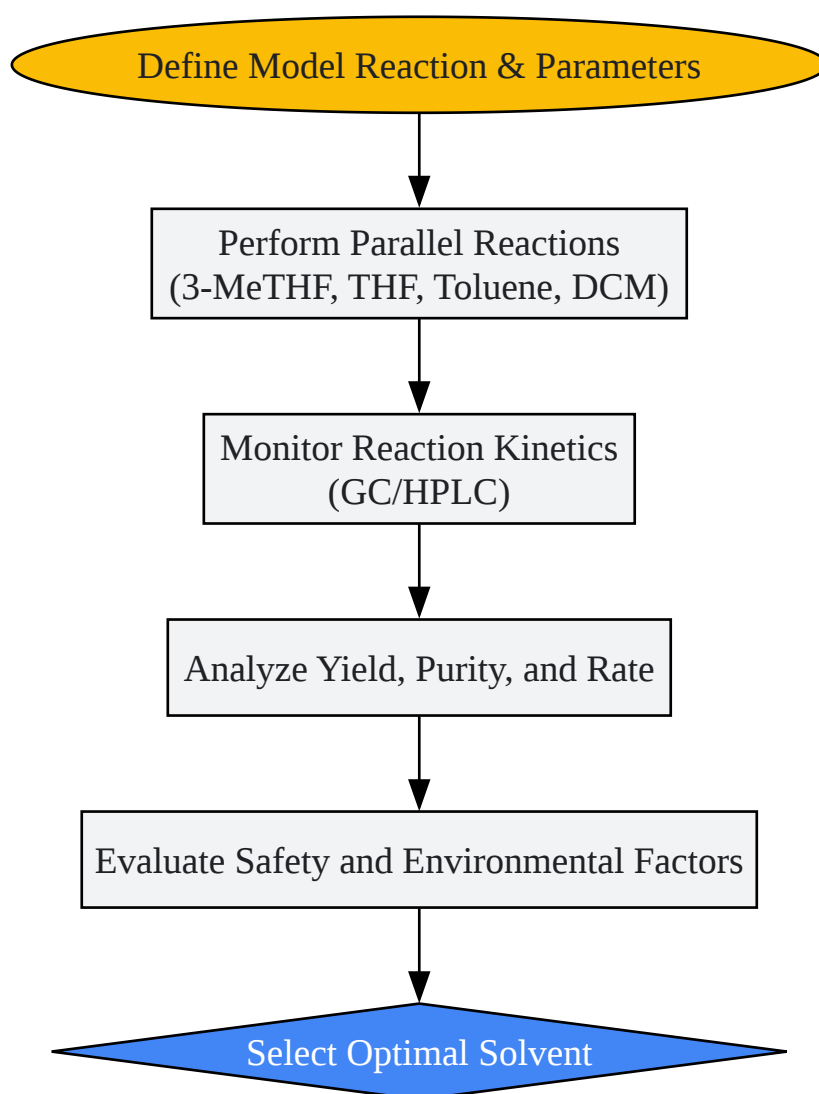 Define Model Reaction & Parameters
Perform Parallel Reactions
(3-MeTHF, THF, Toluene, DCM)
Monitor Reaction Kinetics
(GC/HPLC)
Analyze Yield, Purity, and Rate
Evaluate Safety and Environmental Factors
Select Optimal Solvent